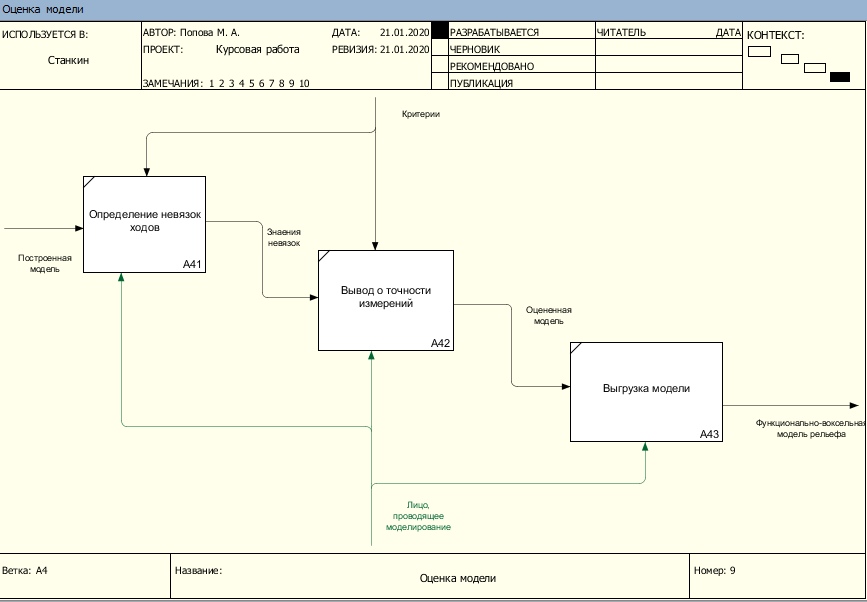 Оценка модели
ИСПОЛЬЗУЕТСЯ В:
Станкин
АВТОР: Попова М. А.
ДАТА: 21.01.2020
ПРОЕКТ: Курсовая работа
РЕВИЗИЯ: 21.01.2020
ЗАМЕЧАНИЯ: 1 2 3 4 5 6 7 8 9 10
РАЗРАБАТЫВАЕТСЯ
ЧЕРНОВИК
РЕКОМЕНДОВАНО
ПУБЛИКАЦИЯ
ЧИТАТЕЛЬ ДАТА
КОНТЕКСТ:
Критерии
Определение невязок
ходов
A41
Построенная
модель
Знаения
невязок
Вывод о точности
измерений
A42
Оцененная
модель
Выгрузка модели
A43
Функционально-воксельная
модель рельефа
Лицо,
проводящее
моделирование
Ветка: A4
Название:
Оценка модели
Номер: 9